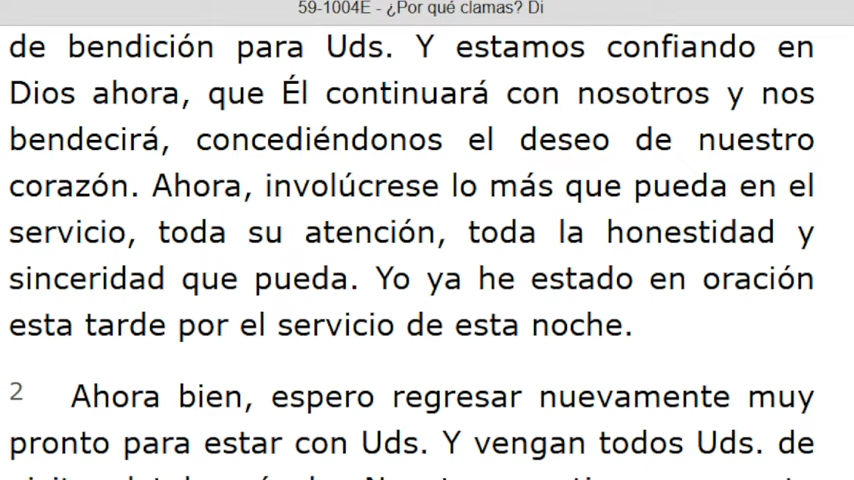 59-1004E - ¿Por qué clamas? Di
de bendición para Uds. Y estamos confiando en
Dios ahora, que Él continuará con nosotros y nos
bendecirá, concediéndonos el deseo de nuestro
corazón. Ahora, involúcrese lo más que pueda en el
servicio, toda su atención, toda la honestidad y
sinceridad que pueda. Yo ya he estado en oración
esta tarde por el servicio de esta noche.
2 Ahora bien, espero regresar nuevamente muy
pronto para estar con Uds. Y vengan todos Uds. de